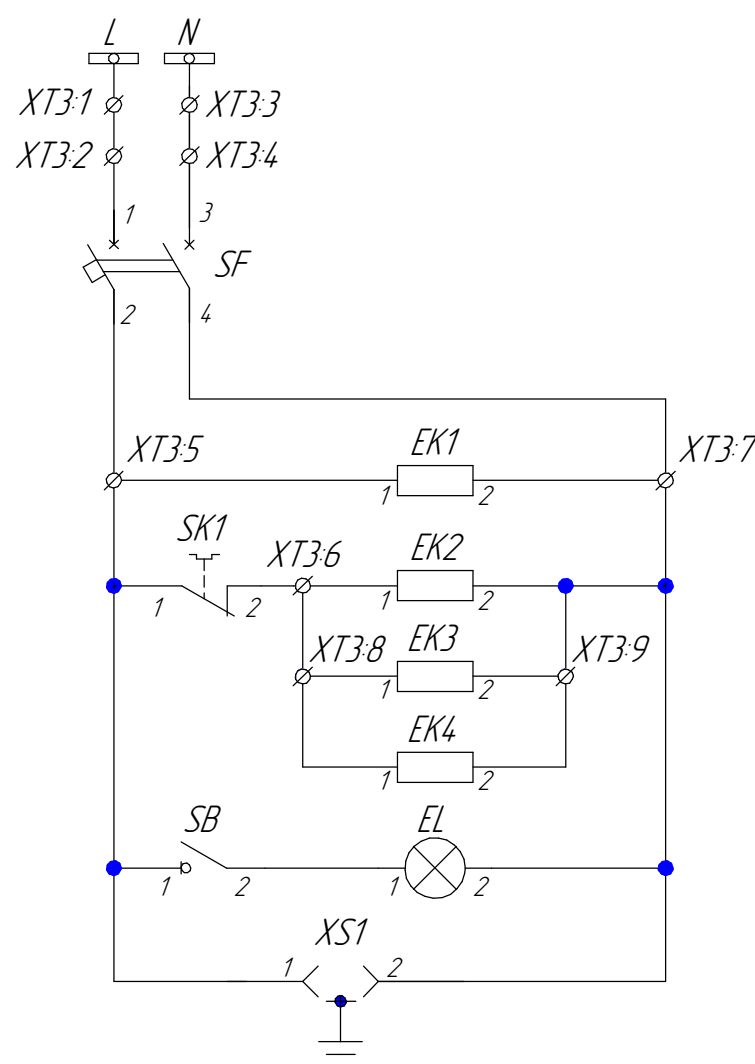 L N
XT3:1 XT3:3
XT3:2 XT3:4
1 3
SF
2 4
EK1
XT3:5 XT3:7
1 2
SK1 EK2
XT3:6
1 2 1 2
EK3
XT3:8 XT3:9
1 2
EK4
1 2
SB EL
1 2 1 2
XS1
1 2